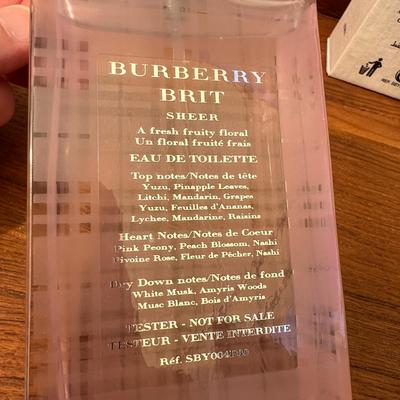 BURBERRY
BRIT
SHEER
A fresh fruity floral
Un floral fruité frais
EAU DE TOILETTE
Top notes/Notes de tête
Yuzu, Pinapple Leaves,
Litchi, Mandarin, Grapes
Yuzu, Feuilles d'Ananas,
Lychee, Mandarine, Raisins
Heart Notes/Notes de Coeur
Pink Peony, Peach Blossom, Nashi
Pivoine Rose, Fleur de Pêcher, Nashi
Dry Down notes/Notes de fond
White Musk, Amyris Woods
Musc Blanc, Bois d'Amyris
TESTER - NOT FOR SALE
TESTEUR - VENTE INTERDITE
Réf.